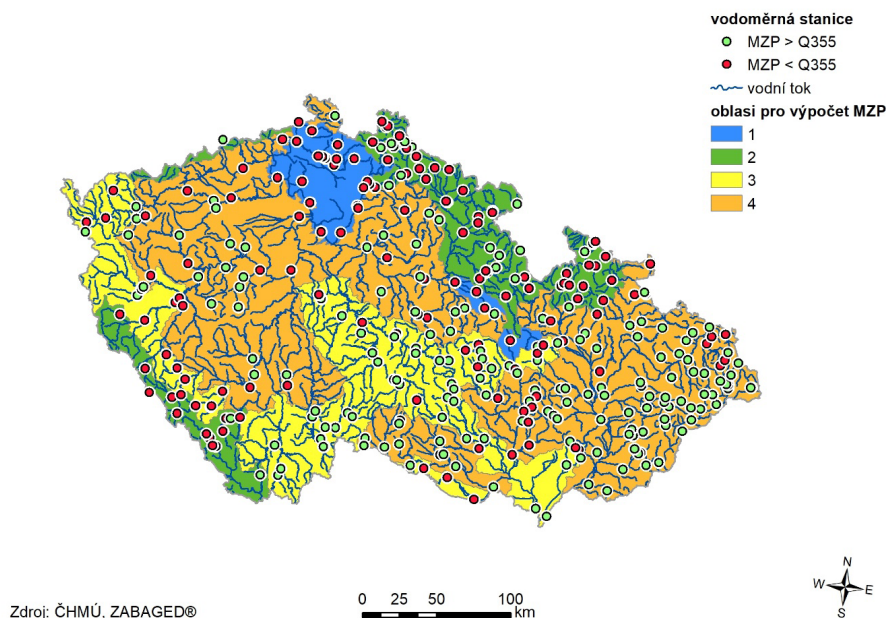 vodoměrná stanice
MZP > Q355
MZP < Q355
vodní tok
oblasi pro výpočet MZP
1
2
3
4
N
W E
S
0 25 50 100
km
Zdroj: ČHMÚ, ZABAGED®